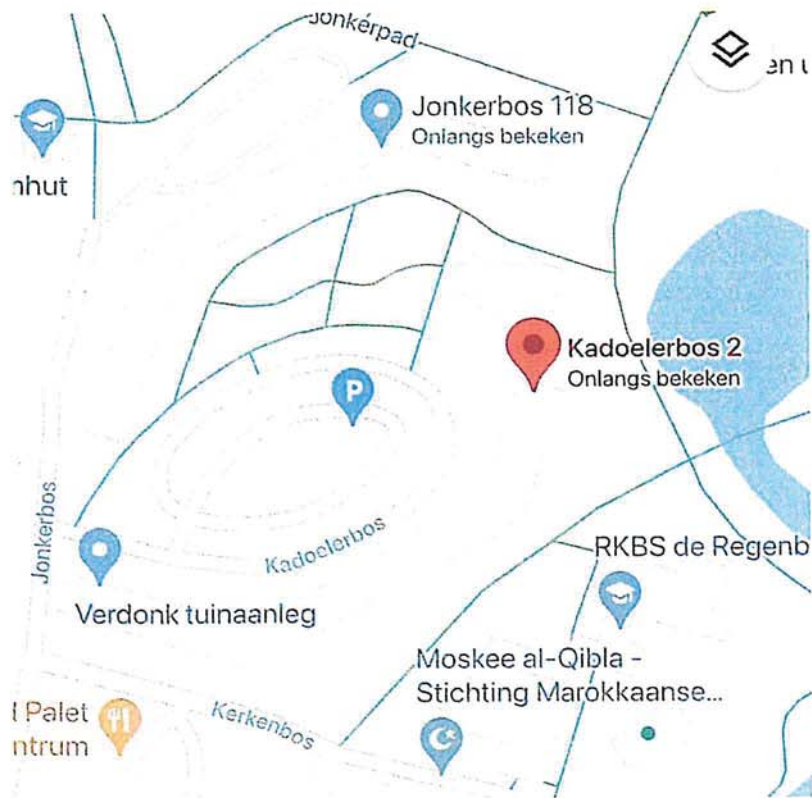 Jonkerpad
en
Jonkerbos 118
Onlangs bekeken
nhut
Kadoelerbos 2
Onlangs bekeken
P
Jonkerbos
Kadoelerbos
RKBS de Regenb
Verdonk tuinaanleg
Moskee al-Qibla -
Stichting Marokkaanse...
Kerkenbos
Palet
ntrum